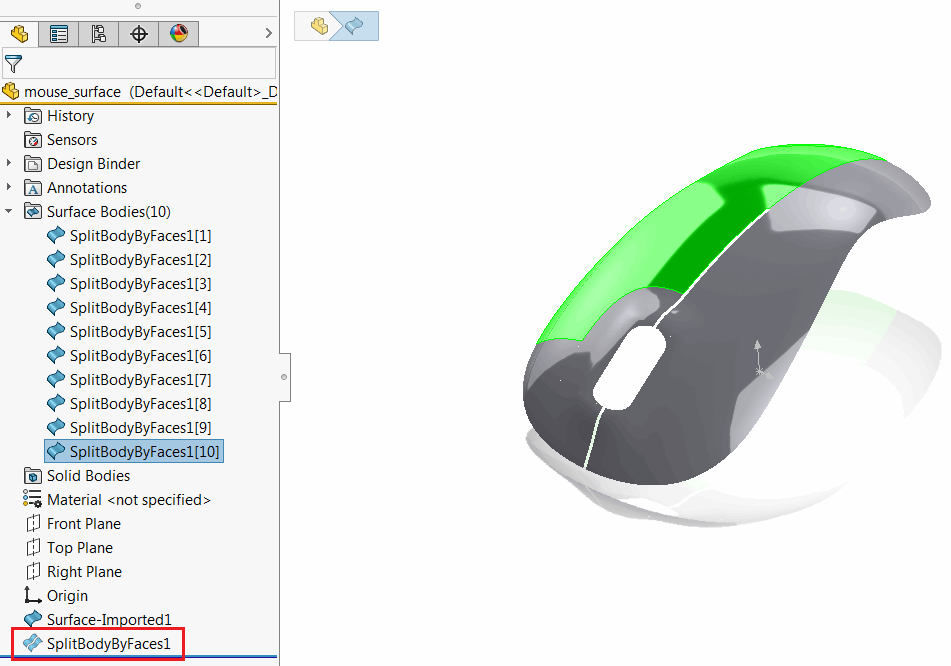 mouse_surface (Default<<Default>_D
History
Sensors
Design Binder
Annotations
Surface Bodies(10)
SplitBodyByFaces1[1]
SplitBodyByFaces1[2]
SplitBodyByFaces1[3]
SplitBodyByFaces1[4]
SplitBodyByFaces1[5]
SplitBodyByFaces1[6]
SplitBodyByFaces1[7]
SplitBodyByFaces1[8]
SplitBodyByFaces1[9]
SplitBodyByFaces1[10]
Solid Bodies
Material <not specified>
Front Plane
Top Plane
Right Plane
Origin
Surface-Imported1
SplitBodyByFaces1